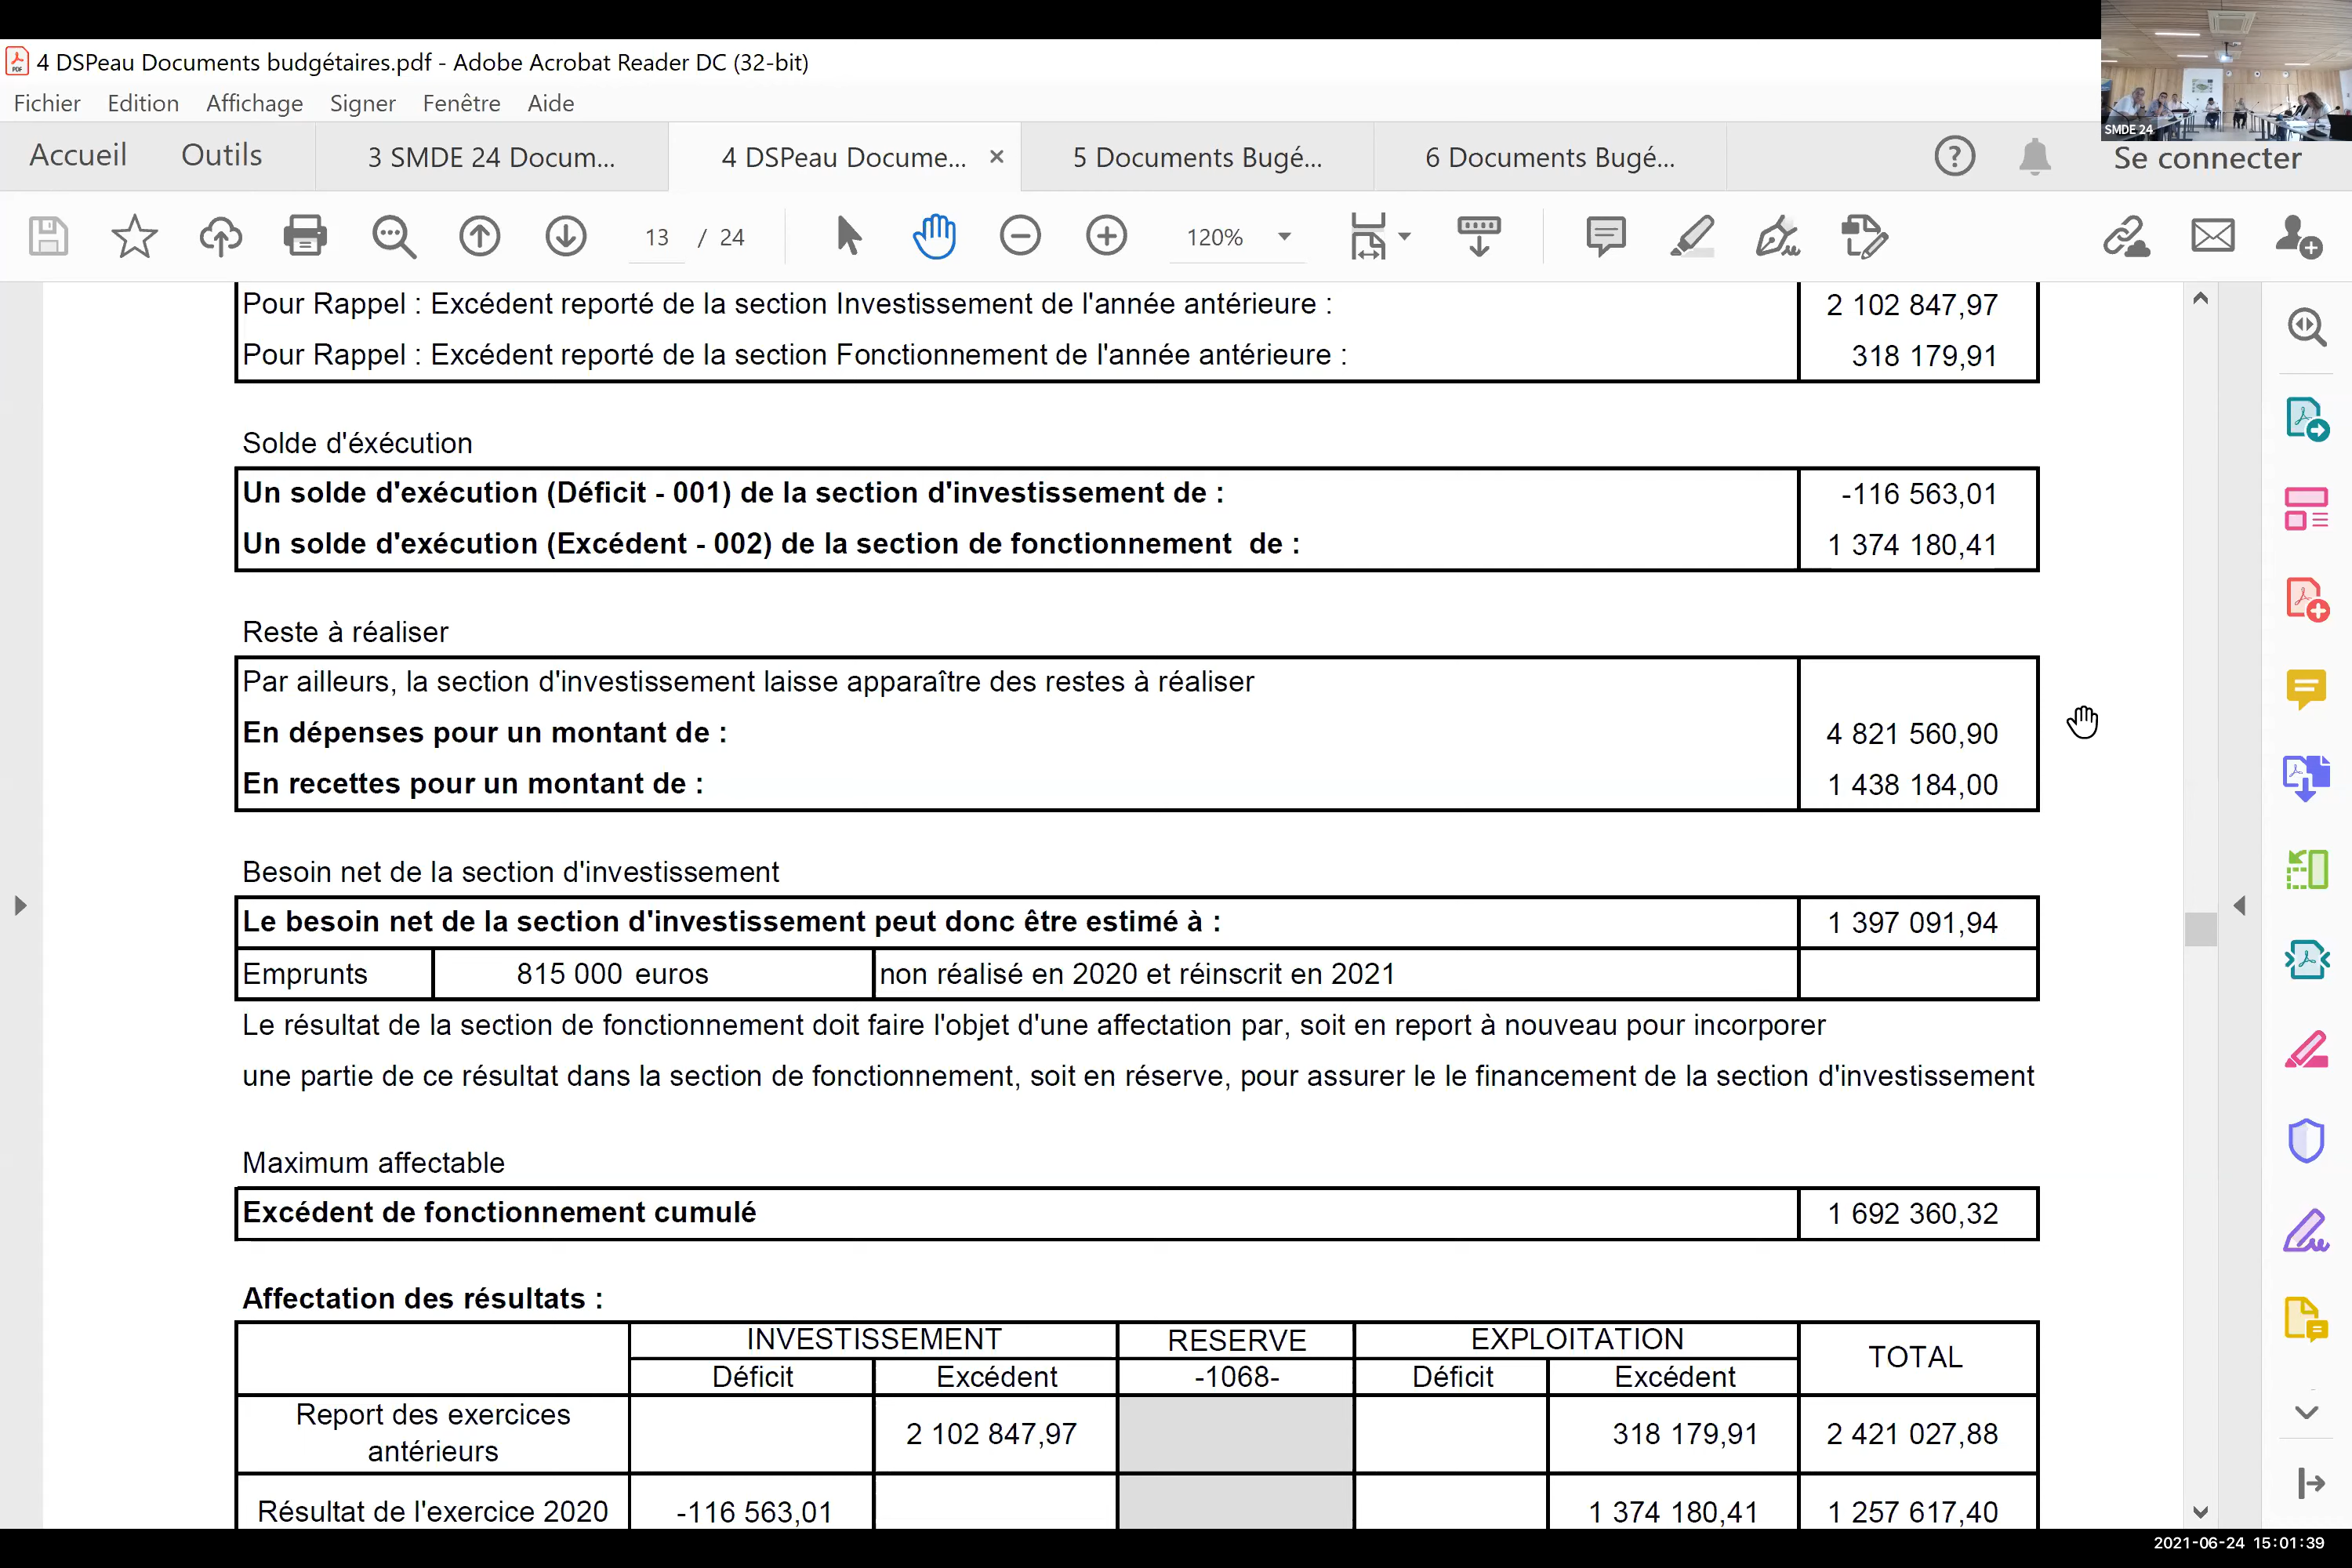 4 DSPeau Documents budgétaires.pdf - Adobe Acrobat Reader DC (32-bit)
Fichier Edition Affichage Signer Fenêtre Aide
SMDE 24
Accueil Outils 3 SMDE 24 Docum... 4 DSPeau Docume... × 5 Documents Bugé... 6 Documents Bugé... Se connecter
13 / 24 120%
Pour Rappel : Excédent reporté de la section Investissement de l'année antérieure : 2 102 847,97
Pour Rappel : Excédent reporté de la section Fonctionnement de l'année antérieure : 318 179,91
Solde d'éxécution
Un solde d'exécution (Déficit - 001) de la section d'investissement de : -116 563,01
Un solde d'exécution (Excédent - 002) de la section de fonctionnement de : 1 374 180,41
Reste à réaliser
Par ailleurs, la section d'investissement laisse apparaître des restes à réaliser
En dépenses pour un montant de : 4 821 560,90
En recettes pour un montant de : 1 438 184,00
Besoin net de la section d'investissement
Le besoin net de la section d'investissement peut donc être estimé à : 1 397 091,94
Emprunts 815 000 euros non réalisé en 2020 et réinscrit en 2021
Le résultat de la section de fonctionnement doit faire l'objet d'une affectation par, soit en report à nouveau pour incorporer
une partie de ce résultat dans la section de fonctionnement, soit en réserve, pour assurer le le financement de la section d'investissement
Maximum affectable
Excédent de fonctionnement cumulé 1 692 360,32
Affectation des résultats :
INVESTISSEMENT RESERVE EXPLOITATION TOTAL
Déficit Excédent -1068- Déficit Excédent
Report des exercices
antérieurs 2 102 847,97 318 179,91 2 421 027,88
Résultat de l'exercice 2020 -116 563,01 1 374 180,41 1 257 617,40
2021-06-24 15:01:39